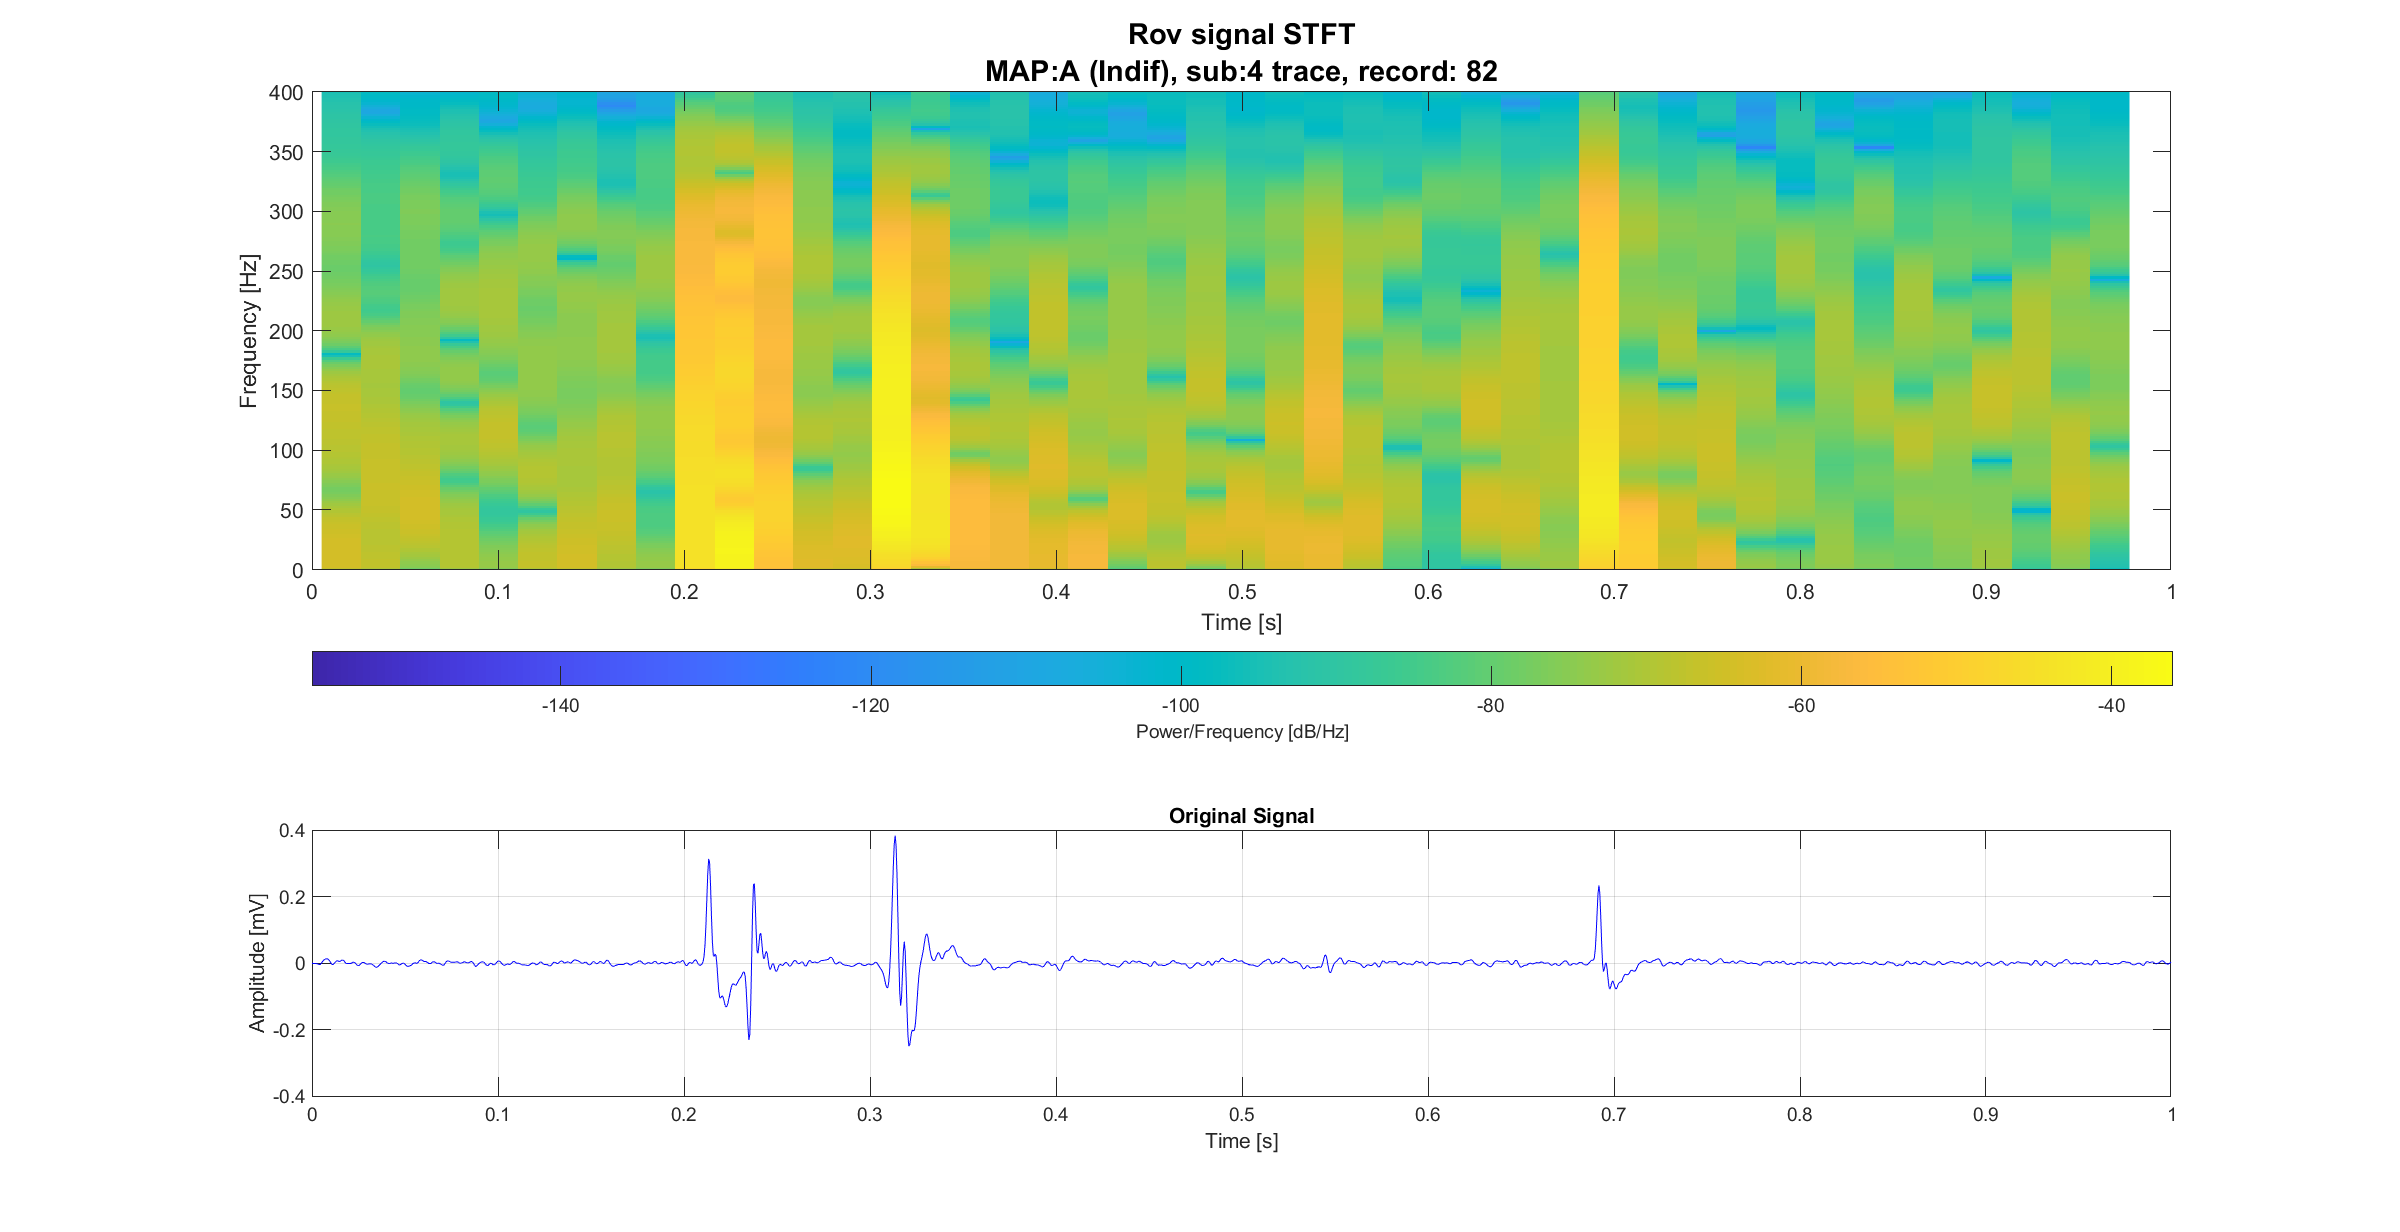 Rov signal STFT
MAP:A (Indif), sub:4 trace, record: 82
400
350
300
250
200
150
100
50
0
Frequency [Hz]
0 0.1 0.2 0.3 0.4 0.5 0.6 0.7 0.8 0.9 1
Time [s]
-140 -120 -100 -80 -60 -40
Power/Frequency [dB/Hz]
Original Signal
0.4
0.2
0
-0.2
-0.4
Amplitude [mV]
0 0.1 0.2 0.3 0.4 0.5 0.6 0.7 0.8 0.9 1
Time [s]